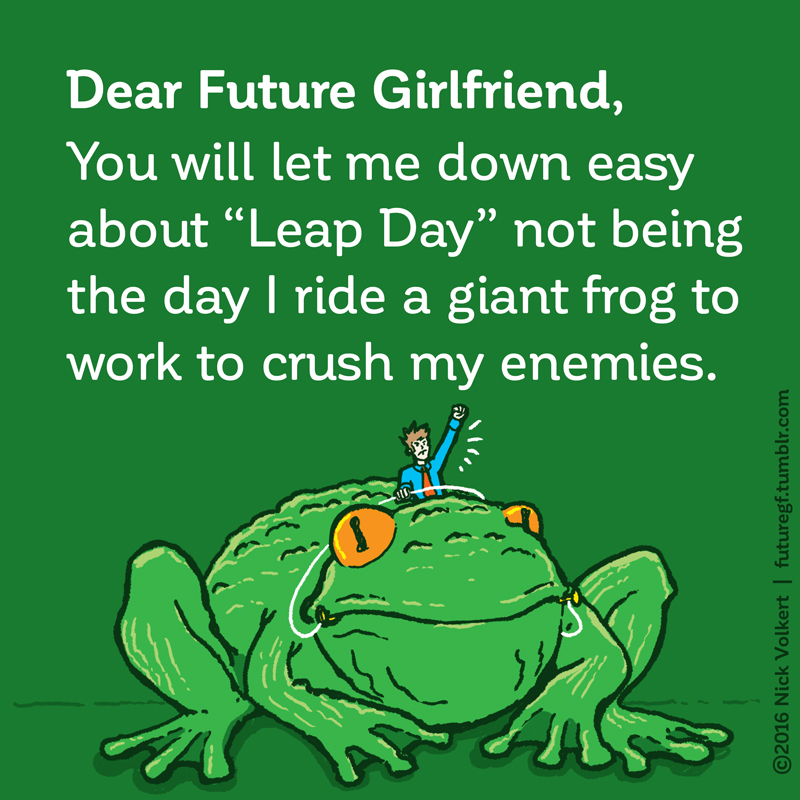 Dear Future Girlfriend,
You will let me down easy
about “Leap Day” not being
the day I ride a giant frog to
work to crush my enemies.
©2016 Nick Volkert | futuregf.tumblr.com